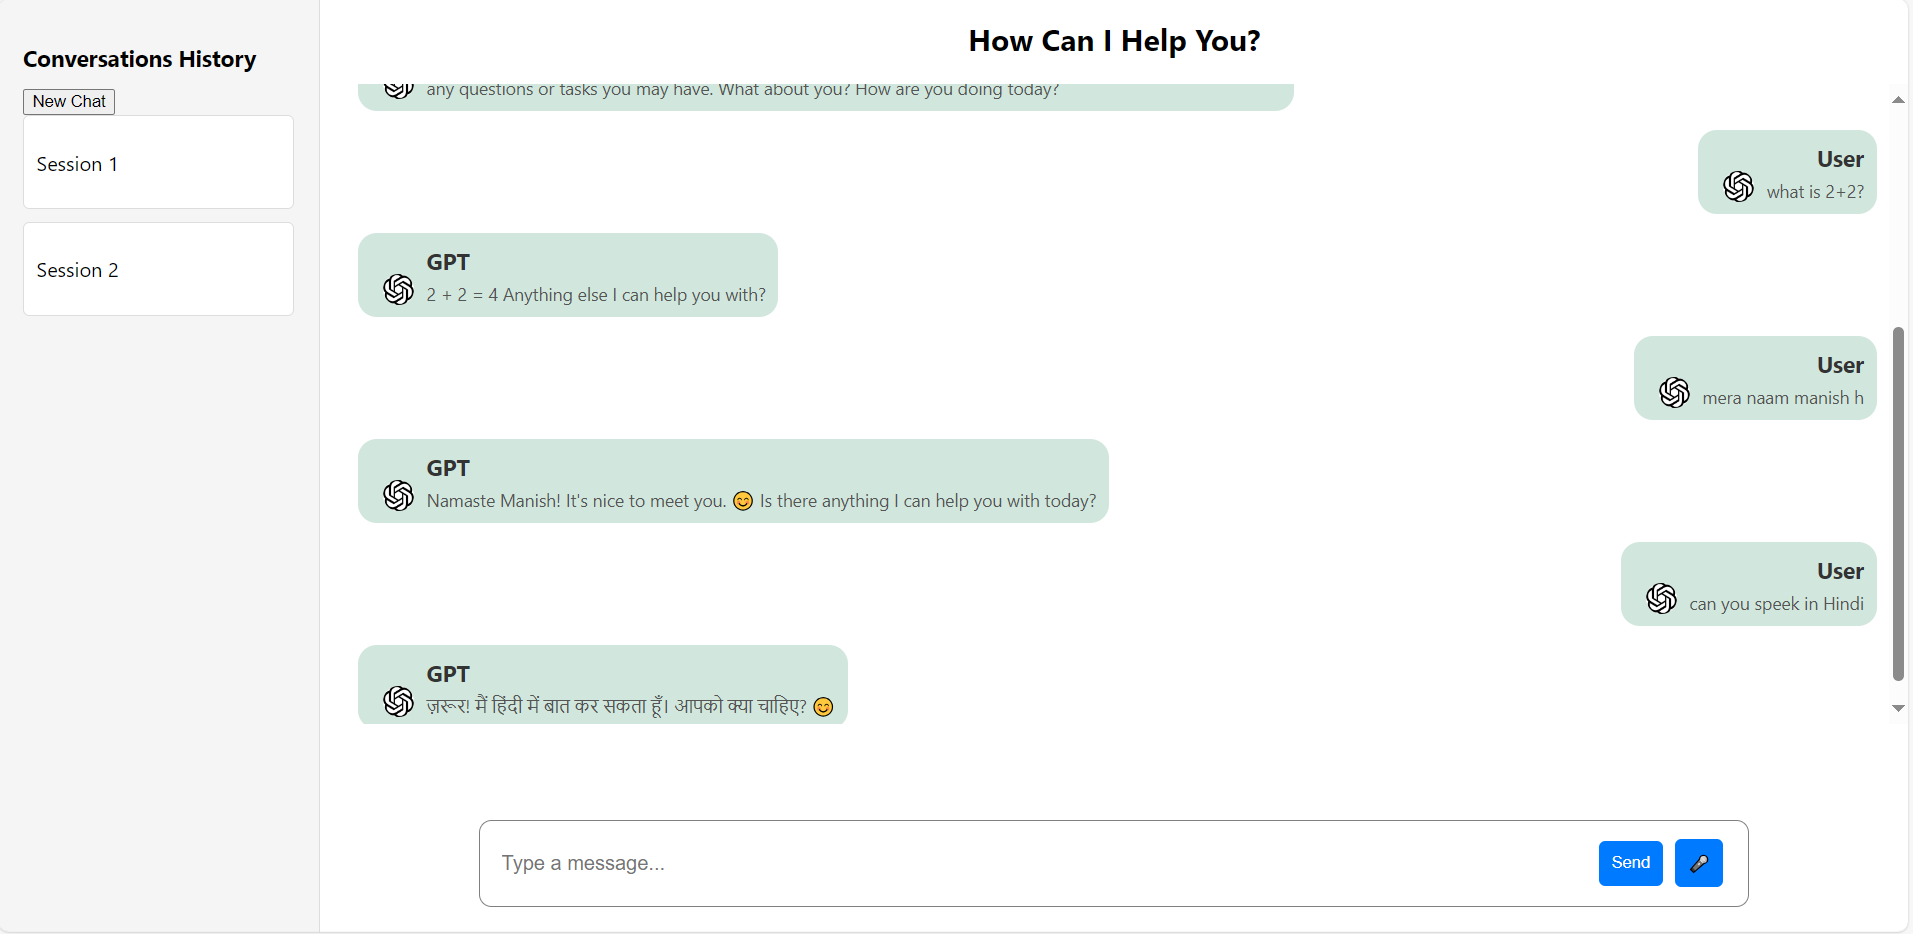 Conversations History
New Chat
Session 1
Session 2
How Can I Help You?
any questions or tasks you may have. What about you? How are you doing today?
User
what is 2+2?
GPT
2 + 2 = 4 Anything else I can help you with?
User
mera naam manish h
GPT
Namaste Manish! It's nice to meet you. 😊 Is there anything I can help you with today?
User
can you speek in Hindi
GPT
ज़रूर! मैं हिंदी में बात कर सकता हूँ। आपको क्या चाहिए? 😊
Type a message...
Send